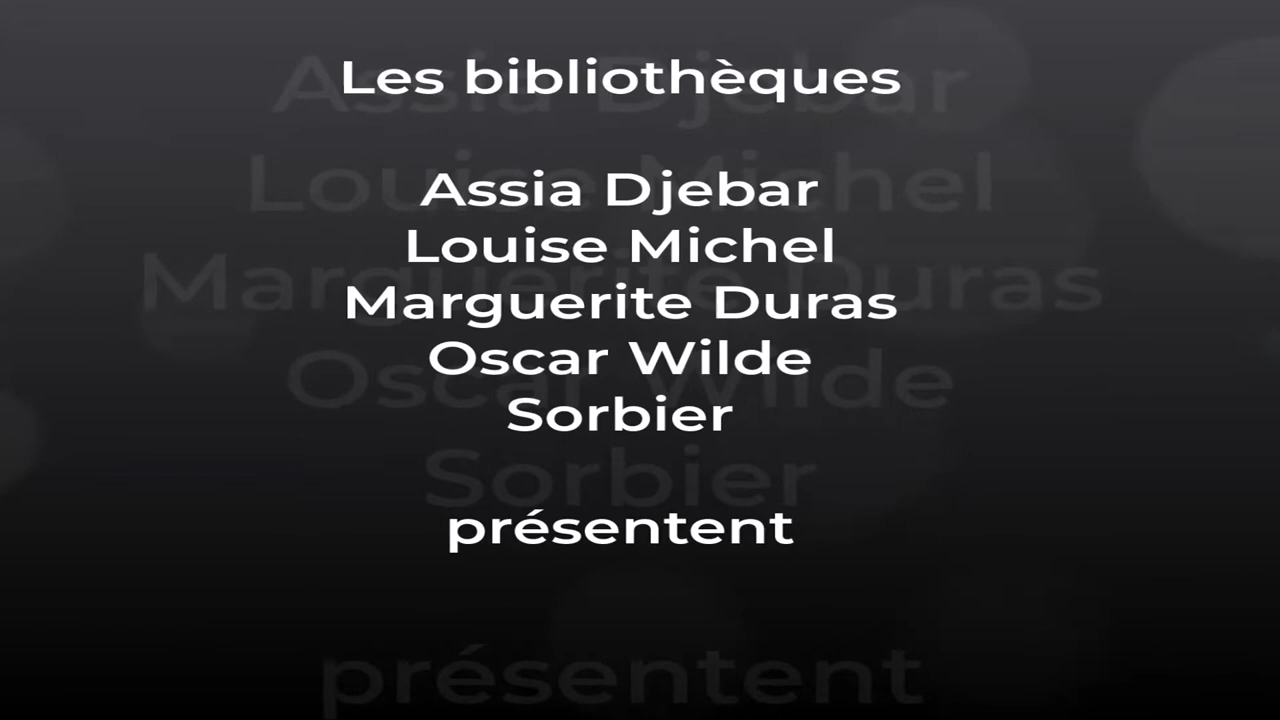 Les bibliothèques
Assia Djebar
Louise Michel
Marguerite Duras
Oscar Wilde
Sorbier
présentent